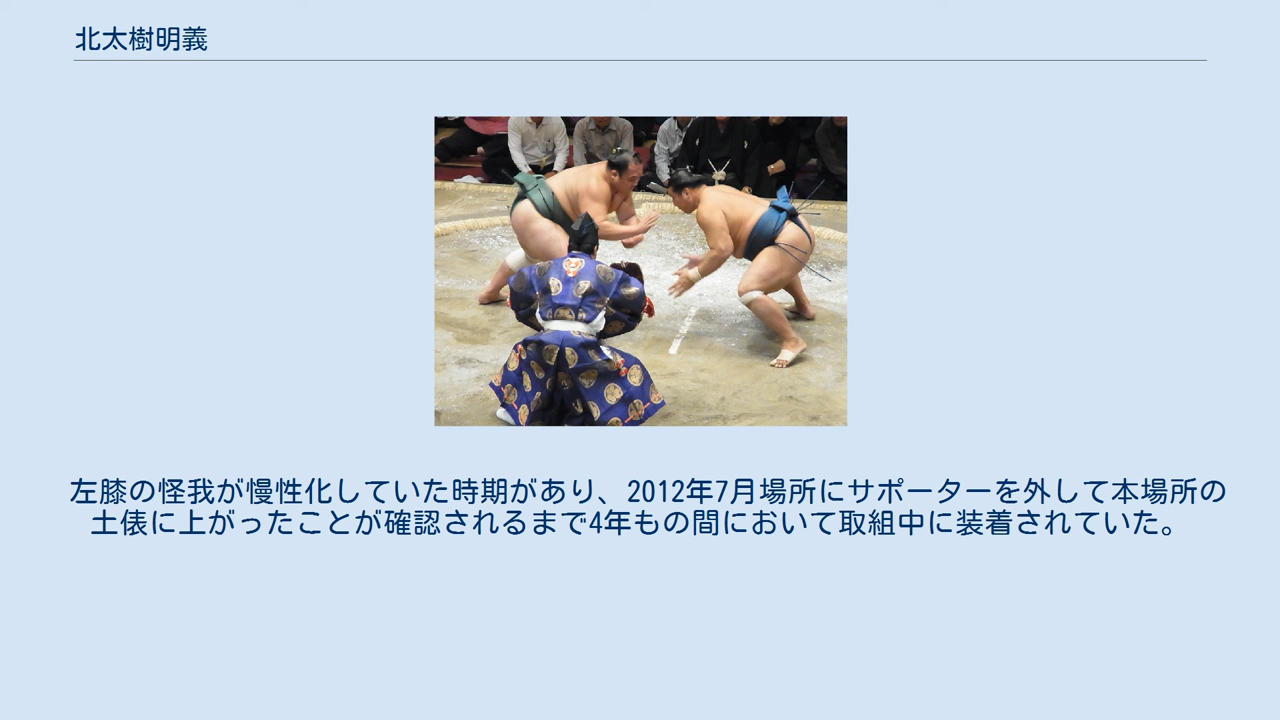 北太樹明義
左膝の怪我が慢性化していた時期があり、2012年7月場所にサポーターを外して本場所の
土俵に上がったことが確認されるまで4年もの間において取組中に装着されていた。